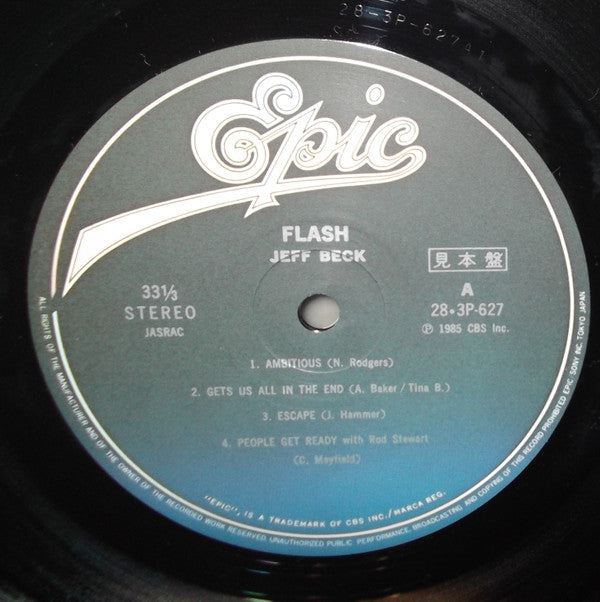 28-3P-627A1
Epic
FLASH
JEFF BECK
33⅓
STEREO
JASRAC
見本盤
A
28•3P-627
Ⓟ 1985 CBS Inc.
1. AMBITIOUS (N. Rodgers)
2. GETS US ALL IN THE END (A. Baker/Tina B.)
3. ESCAPE (J. Hammer)
4. PEOPLE GET READY with Rod Stewart
(C. Mayfield)
"EPIC", IS A TRADEMARK OF CBS INC./MARCA REG.
ALL RIGHTS OF THE MANUFACTURER AND OF THE OWNER OF THE RECORDED WORK RESERVED. UNAUTHORIZED PUBLIC PERFORMANCE, BROADCASTING AND COPYING OF THIS RECORD PROHIBITED EPIC/SONY INC. TOKYO JAPAN